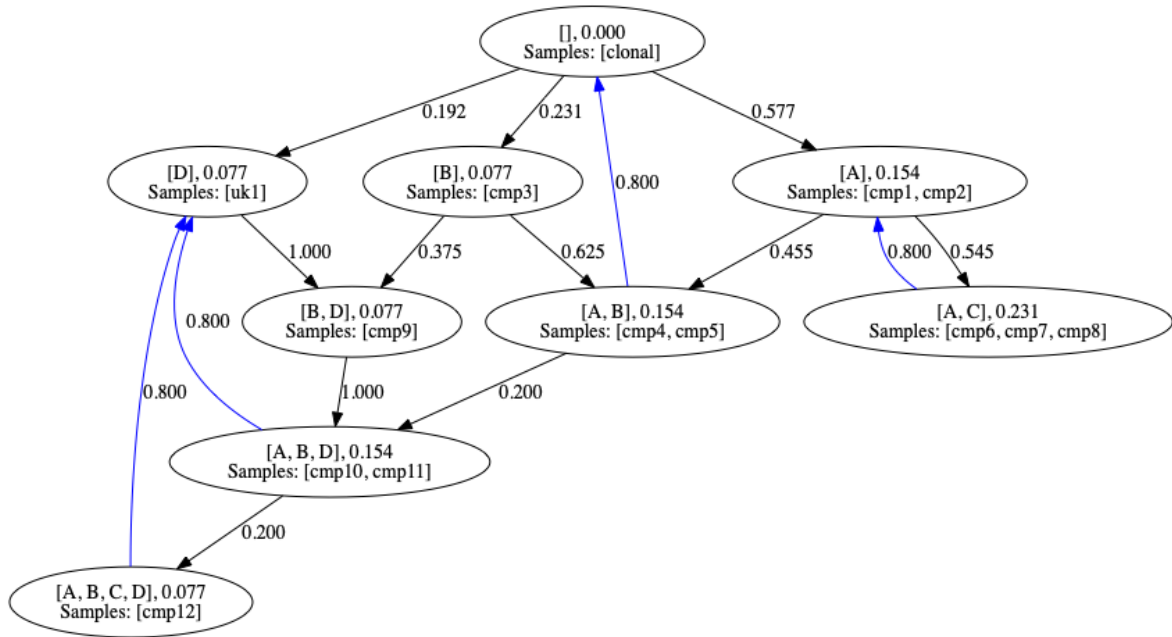 [], 0.000
Samples: [clonal]
0.192
0.231
0.577
[D], 0.077
Samples: [uk1]
[B], 0.077
Samples: [cmp3]
0.800
[A], 0.154
Samples: [cmp1, cmp2]
1.000
0.375
0.625
0.455
0.800
0.545
0.800
[B, D], 0.077
Samples: [cmp9]
[A, B], 0.154
Samples: [cmp4, cmp5]
[A, C], 0.231
Samples: [cmp6, cmp7, cmp8]
0.800
1.000
0.200
[A, B, D], 0.154
Samples: [cmp10, cmp11]
0.200
[A, B, C, D], 0.077
Samples: [cmp12]